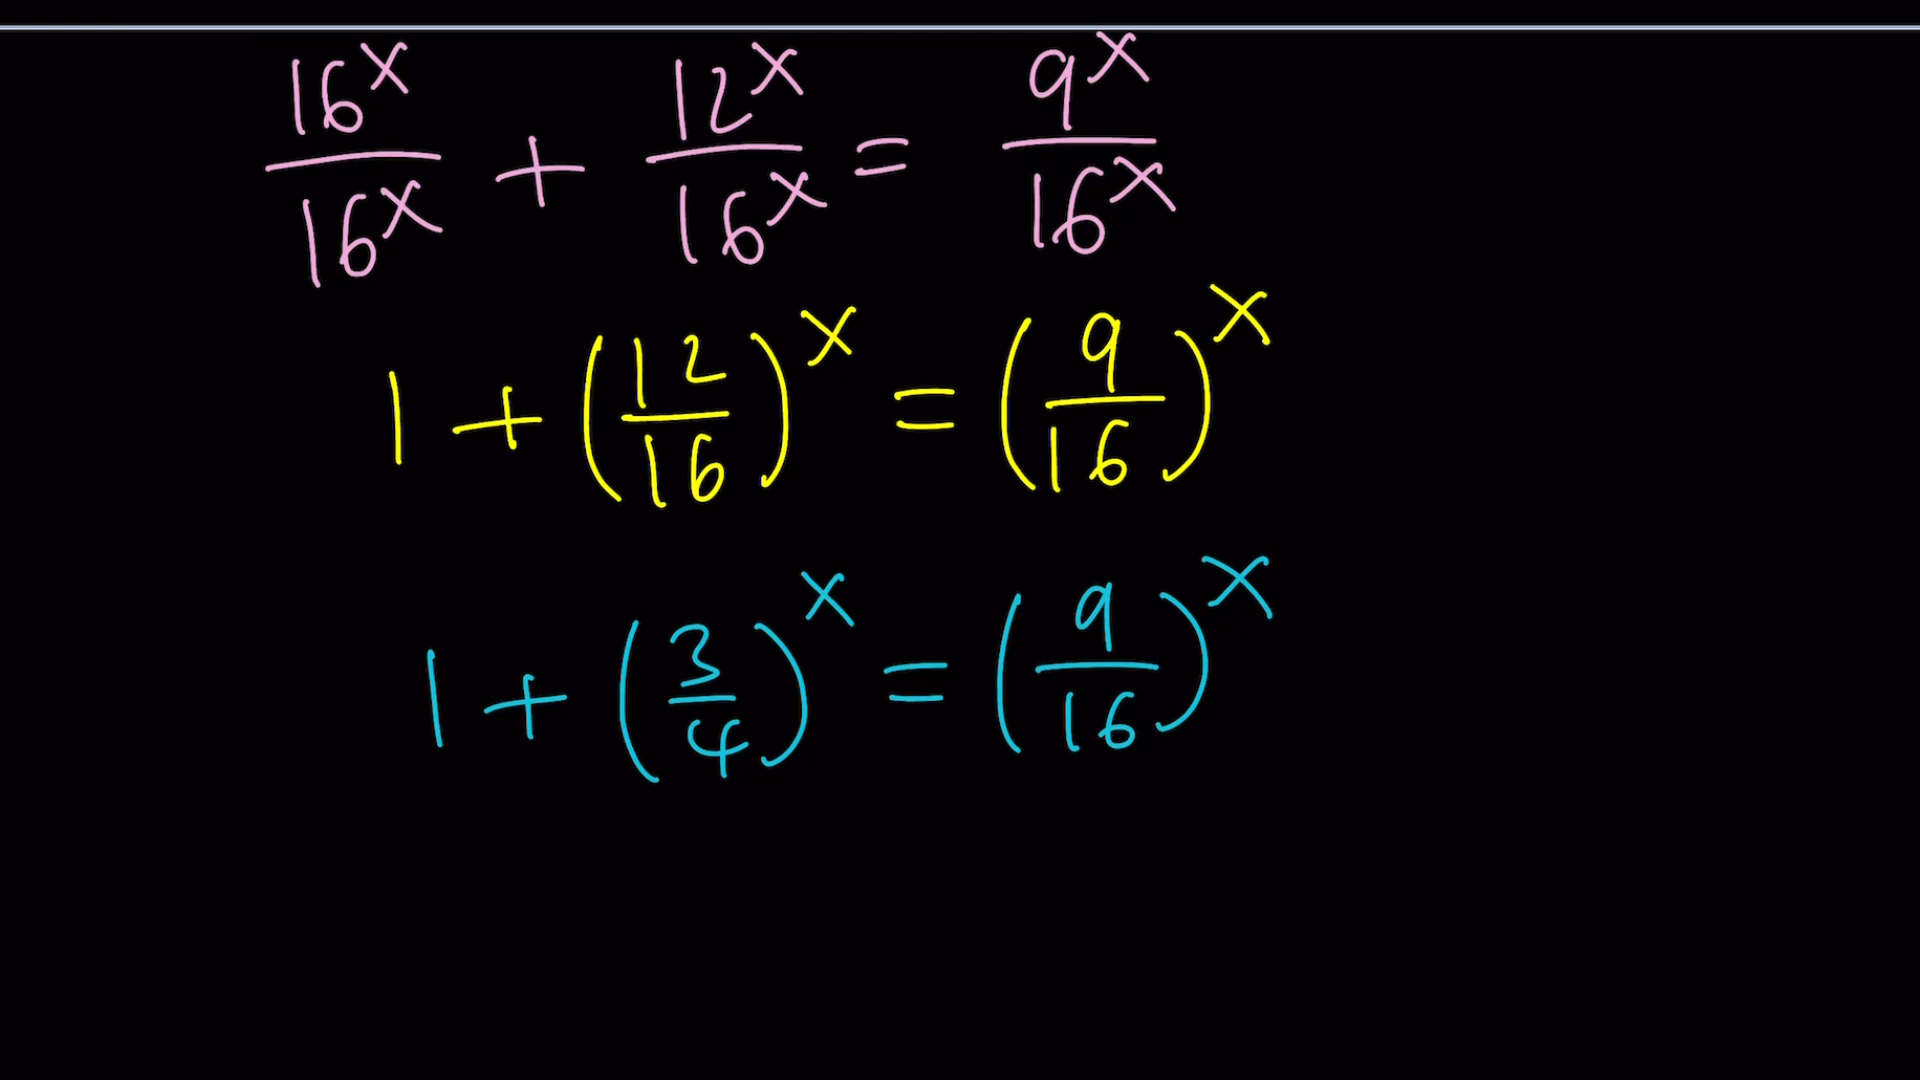 16^x/16^x + 12^x/16^x = 9^x/16^x
1 + (12/16)^x = (9/16)^x
1 + (3/4)^x = (9/16)^x